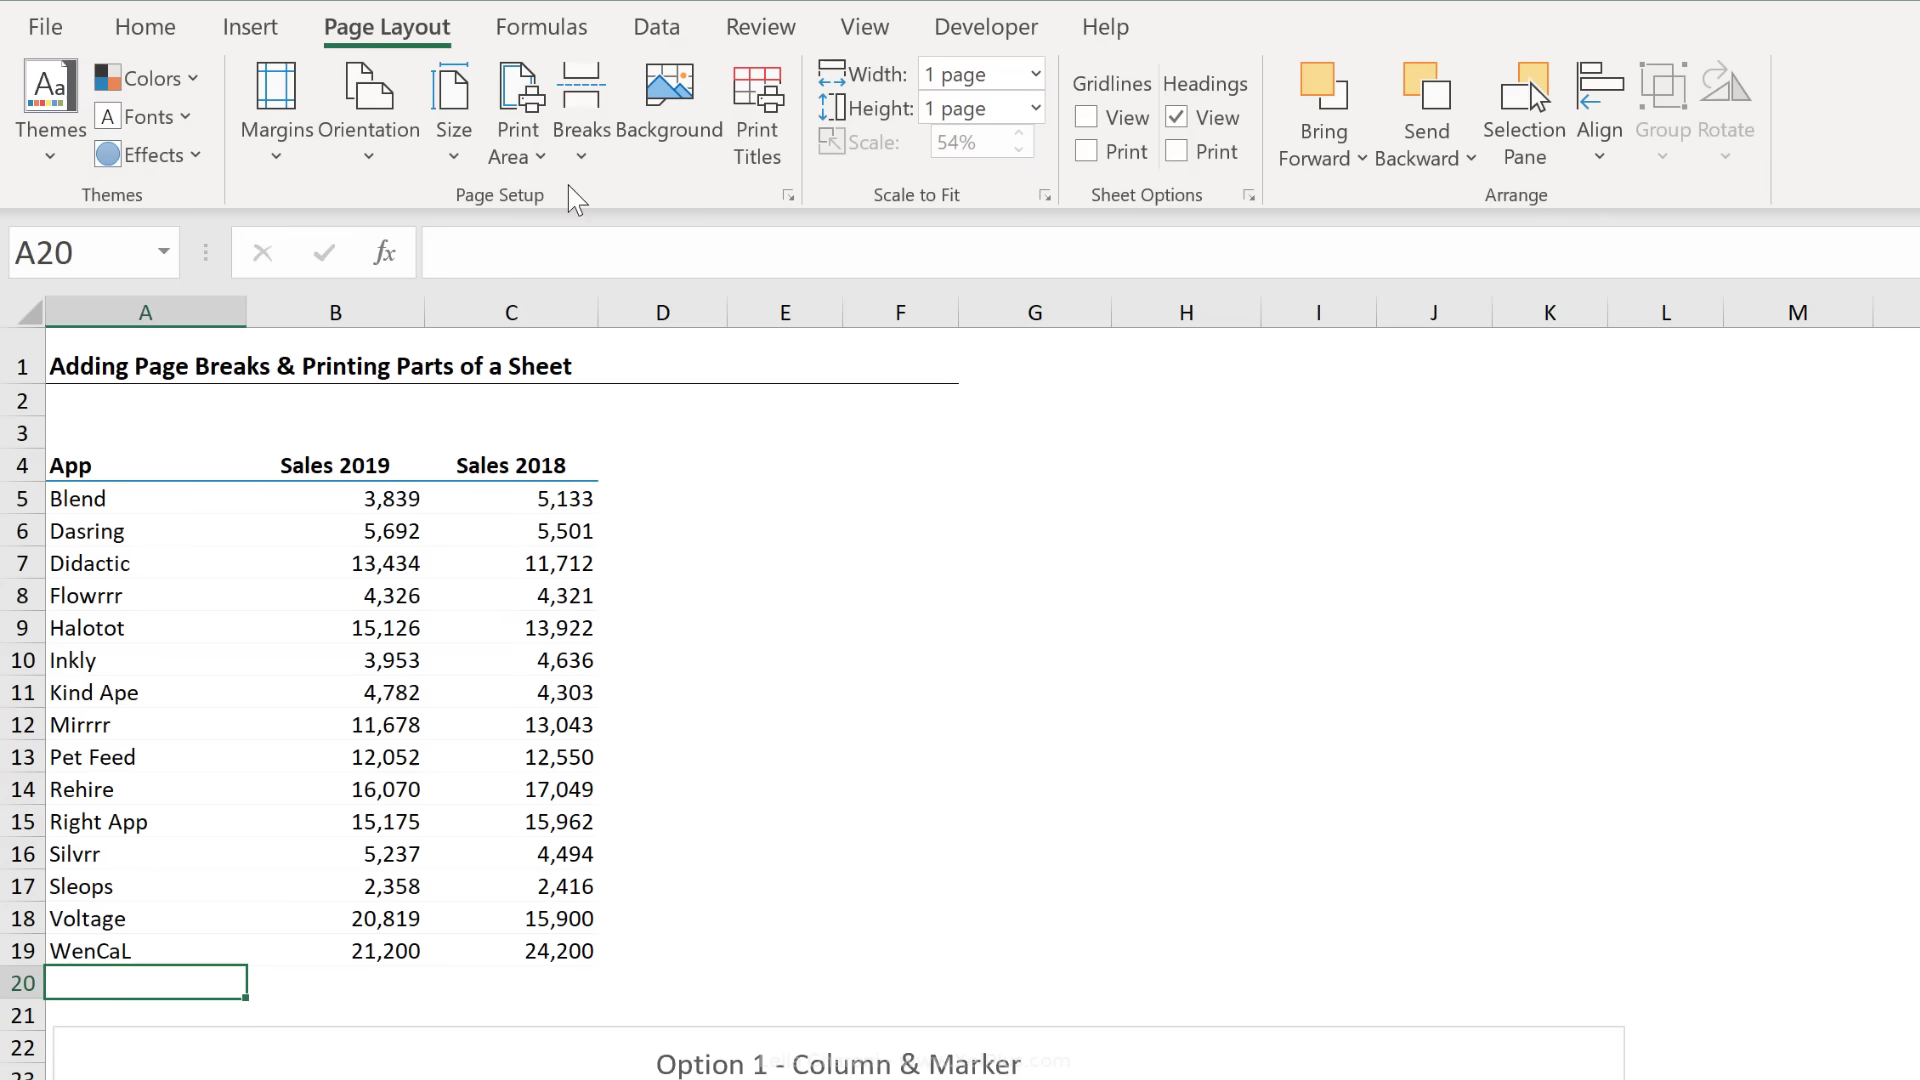 File Home Insert Page Layout Formulas Data Review View Developer Help
Aa Themes Colors Fonts Effects Themes
Margins Orientation Size Print Area Breaks Background Print Titles Page Setup
Width: 1 page
Height: 1 page
Scale: 54%
Scale to Fit
Gridlines Headings
View View
Print Print
Sheet Options
Bring Forward Send Backward Selection Pane Align Group Rotate
Arrange
A20 fx
A B C D E F G H I J K L M
1 Adding Page Breaks & Printing Parts of a Sheet
2
3
4 App Sales 2019 Sales 2018
5 Blend 3,839 5,133
6 Dasring 5,692 5,501
7 Didactic 13,434 11,712
8 Flowrrr 4,326 4,321
9 Halotot 15,126 13,922
10 Inkly 3,953 4,636
11 Kind Ape 4,782 4,303
12 Mirrrr 11,678 13,043
13 Pet Feed 12,052 12,550
14 Rehire 16,070 17,049
15 Right App 15,175 15,962
16 Silvrr 5,237 4,494
17 Sleops 2,358 2,416
18 Voltage 20,819 15,900
19 WenCaL 21,200 24,200
20
21
22 Option 1 - Column & Marker
23